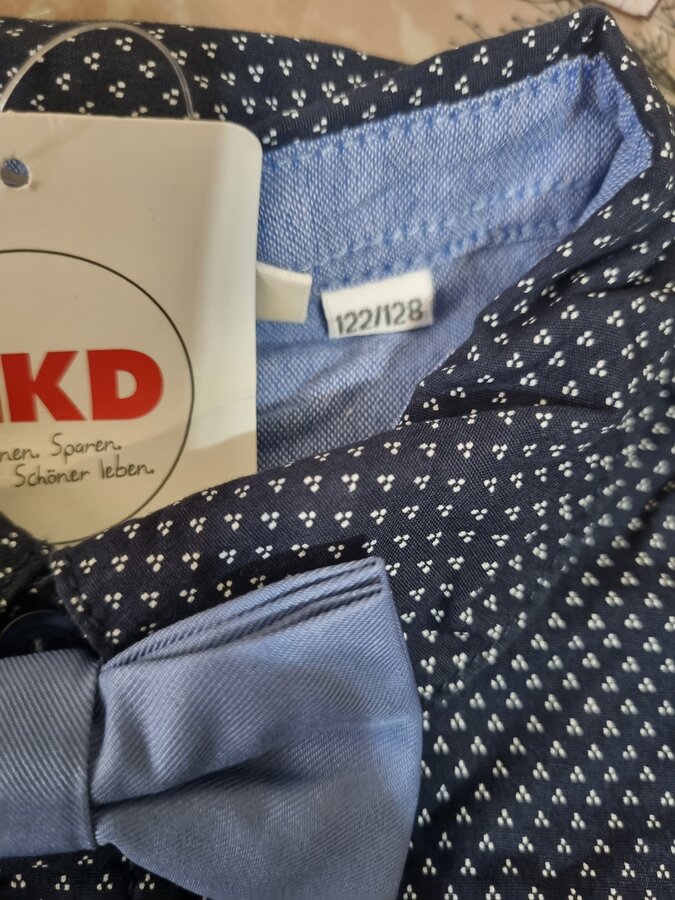 122/128
KD
Sparen.
Schöner leben.